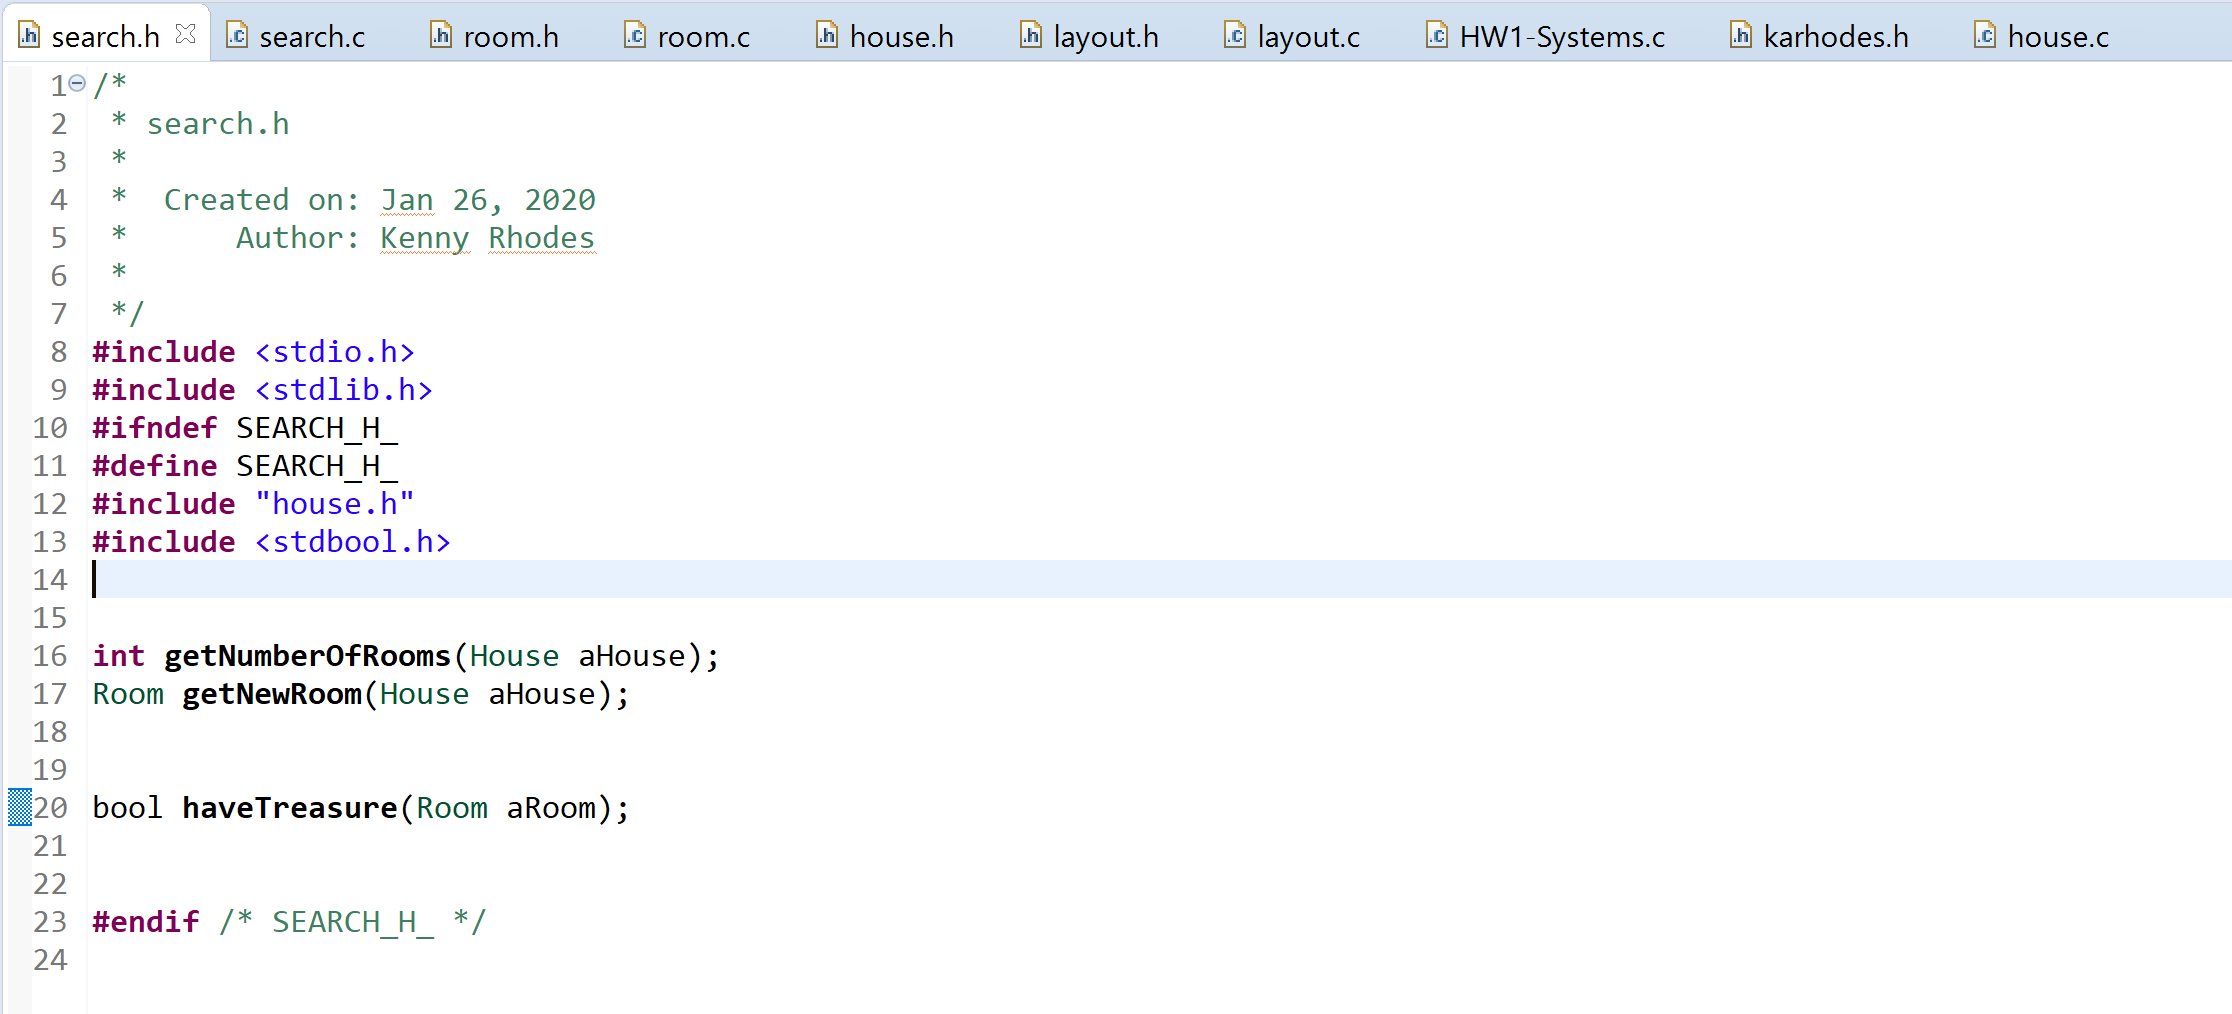 search.h search.c room.h room.c house.h layout.h layout.c HW1-Systems.c karhodes.h house.c
1 /*
2  * search.h
3  *
4  *  Created on: Jan 26, 2020
5  *      Author: Kenny Rhodes
6  *
7  */
8 #include <stdio.h>
9 #include <stdlib.h>
10 #ifndef SEARCH_H_
11 #define SEARCH_H_
12 #include "house.h"
13 #include <stdbool.h>
14
15
16 int getNumberOfRooms(House aHouse);
17 Room getNewRoom(House aHouse);
18
19
20 bool haveTreasure(Room aRoom);
21
22
23 #endif /* SEARCH_H_ */
24